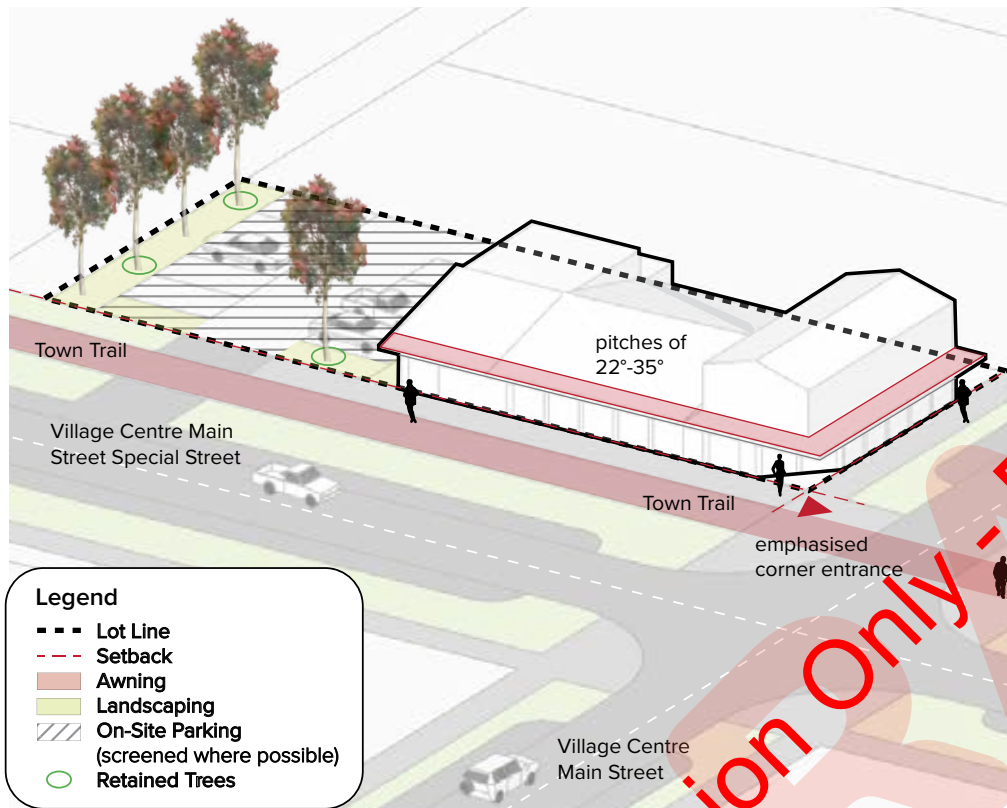 pitches of
22°-35°
Town Trail
Village Centre Main
Street Special Street
Town Trail
emphasised
corner entrance
Legend
Lot Line
Setback
Awning
Landscaping
On-Site Parking
(screened where possible)
Retained Trees
Village Centre
Main Street
ion Only -